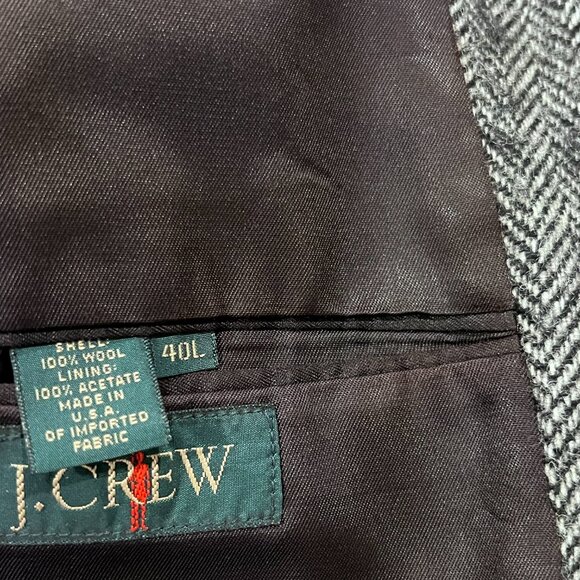 SHELL:
100% WOOL
LINING:
100% ACETATE
MADE IN
U.S.A.
OF IMPORTED
FABRIC
40L
J.CREW